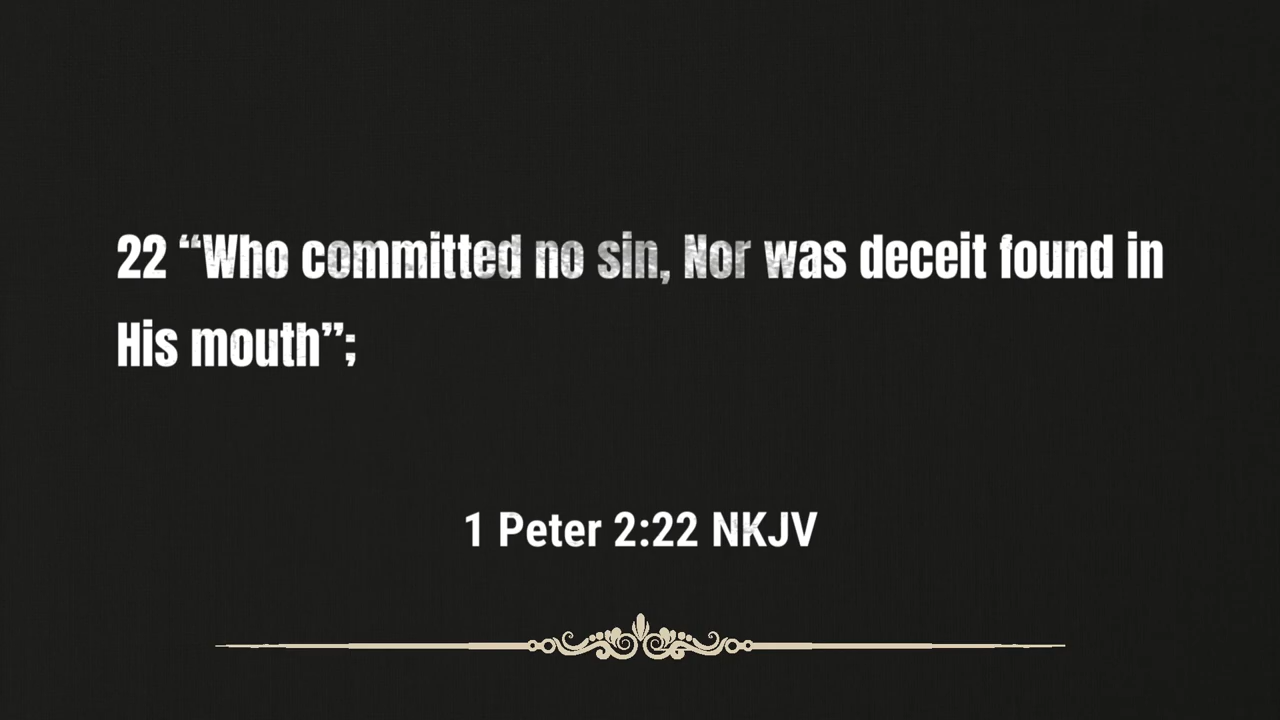 22 “Who committed no sin, Nor was deceit found in
His mouth”;
1 Peter 2:22 NKJV